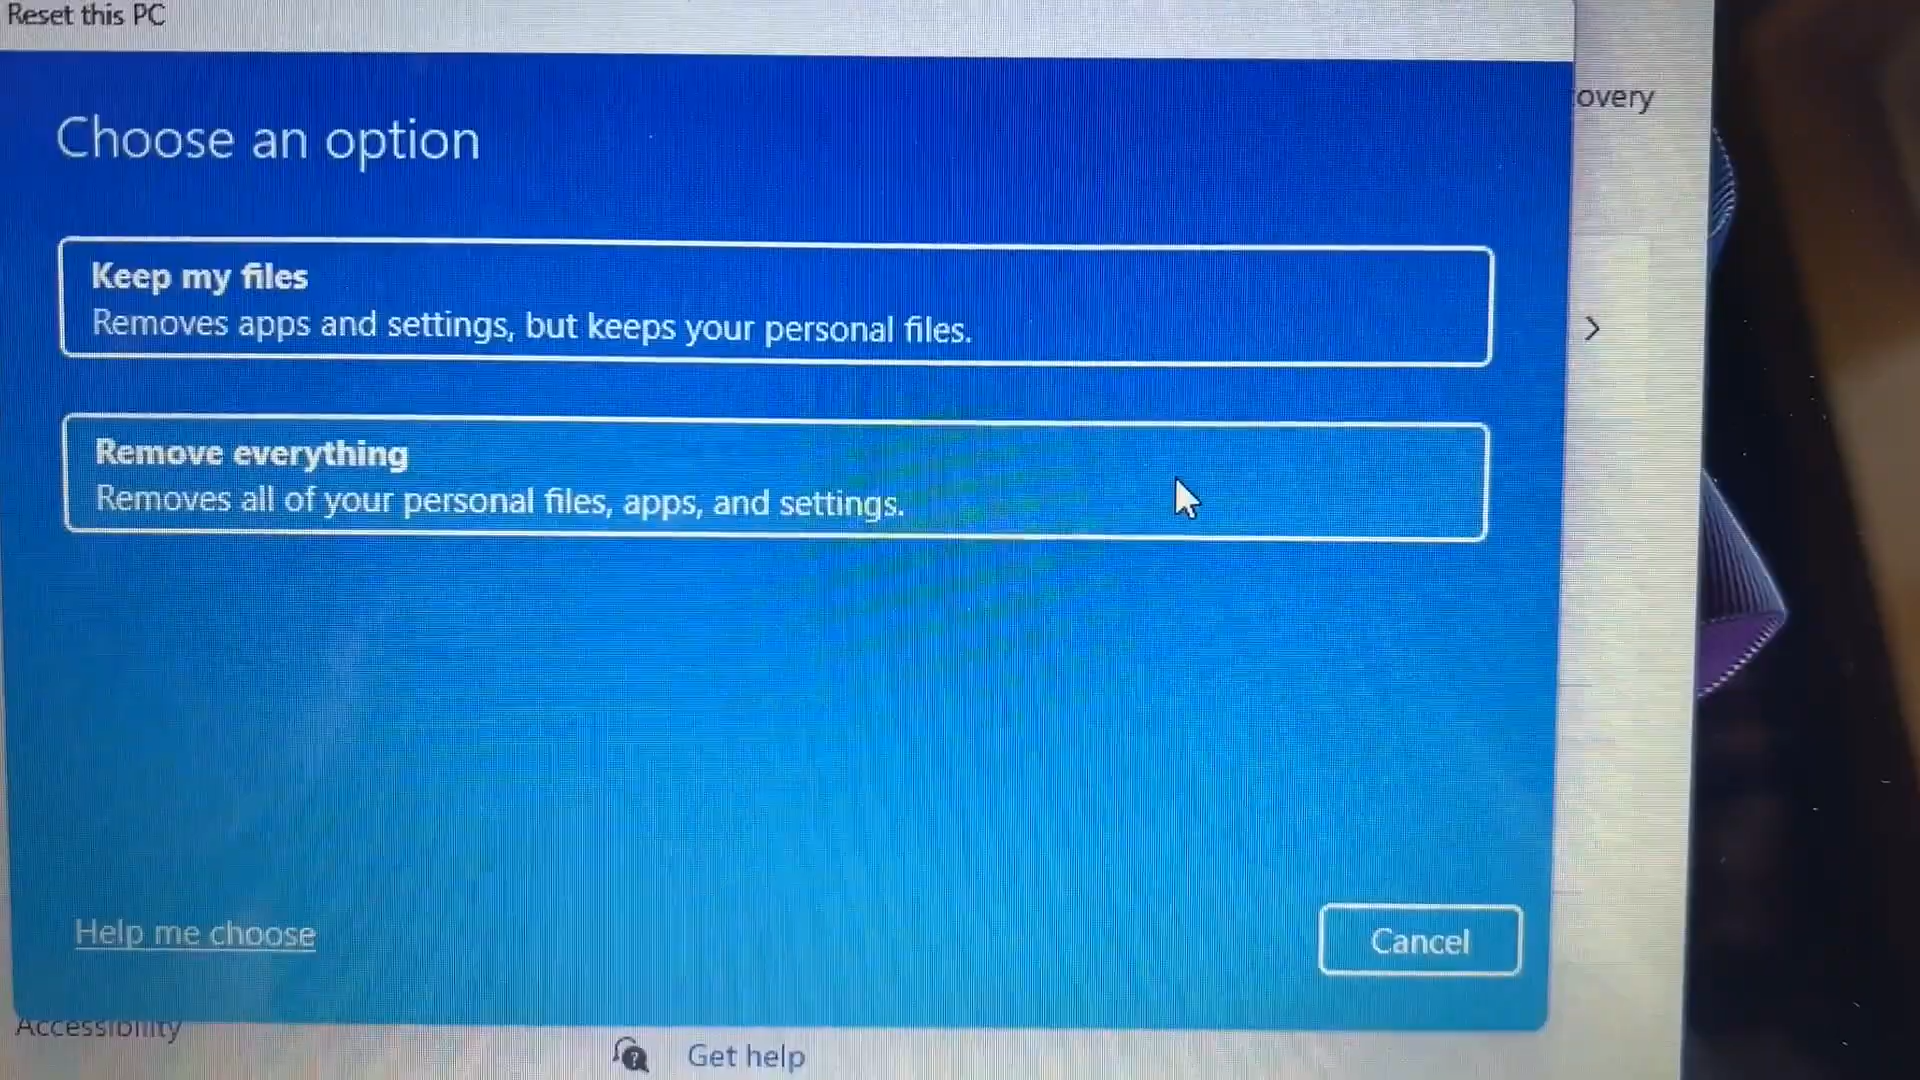 Reset this PC
overy
Choose an option
Keep my files
Removes apps and settings, but keeps your personal files.
Remove everything
Removes all of your personal files, apps, and settings.
Help me choose
Cancel
Accessibility
Get help